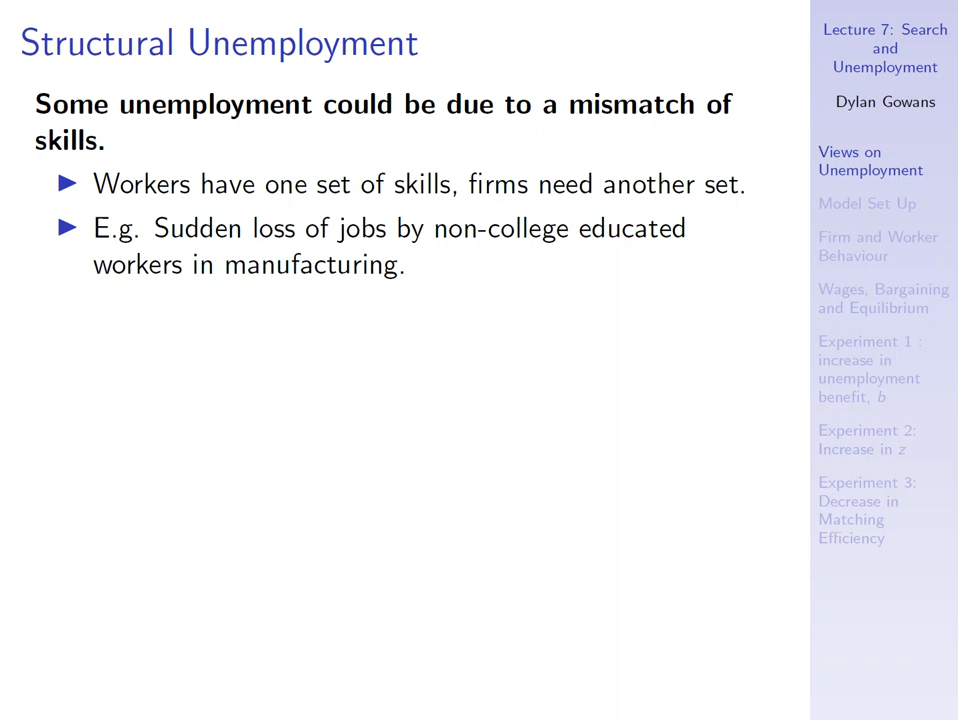 Structural Unemployment
Some unemployment could be due to a mismatch of
skills.
Workers have one set of skills, firms need another set.
E.g. Sudden loss of jobs by non-college educated
workers in manufacturing.
Lecture 7: Search
and
Unemployment
Dylan Gowans
Views on
Unemployment
Model Set Up
Firm and Worker
Behaviour
Wages, Bargaining
and Equilibrium
Experiment 1 :
increase in
unemployment
benefit, b
Experiment 2:
Increase in z
Experiment 3:
Decrease in
Matching
Efficiency